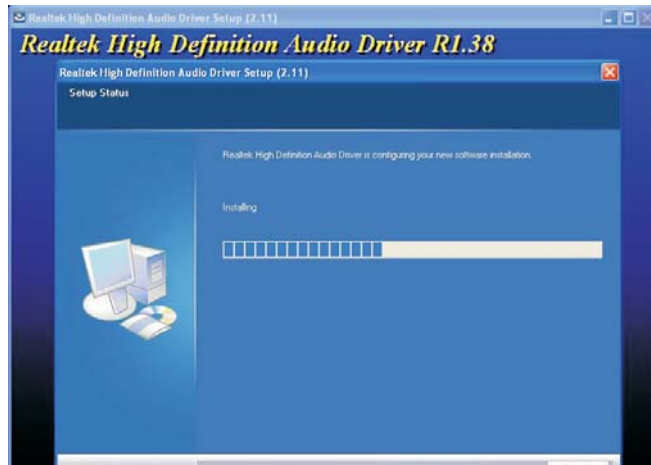 Realtek High Definition Audio Driver Setup (2.11)
Realtek High Definition Audio Driver R1.38
Realtek High Definition Audio Driver Setup (2.11)
Setup Status
Realtek High Definition Audio Driver is configuring your new software installation.
Installing